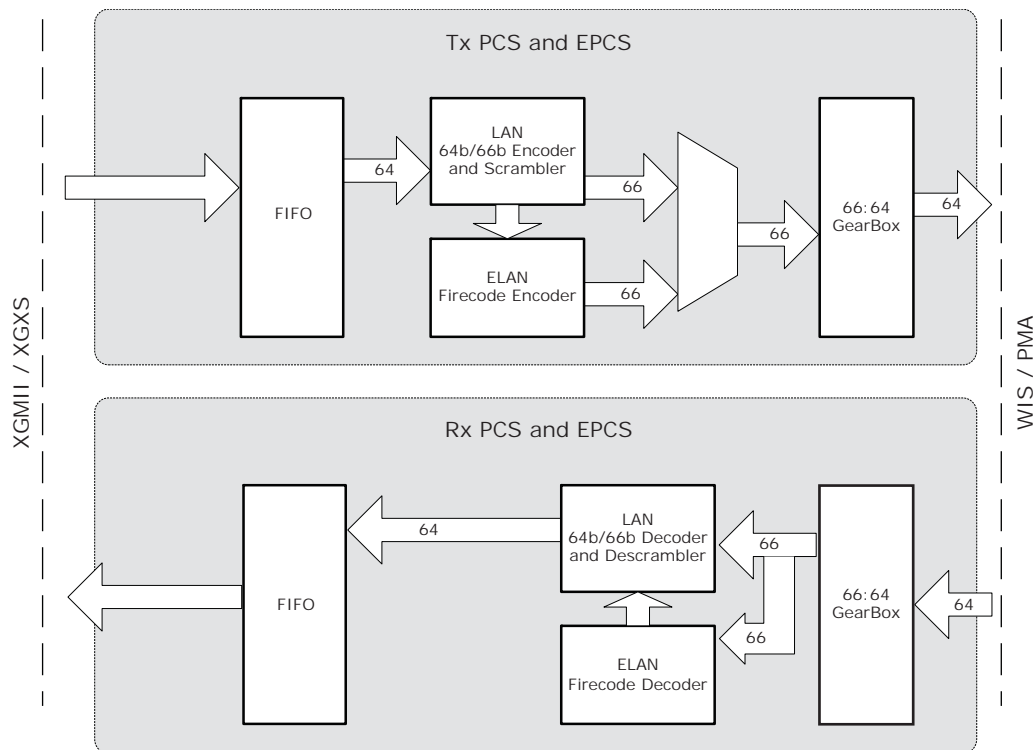 Tx PCS and EPCS
XGMII / XGXS
FIFO
64
LAN
64b/66b Encoder
and Scrambler
66
ELAN
Firecode Encoder
66
66
66:64
GearBox
64
WIS / PMA
Rx PCS and EPCS
FIFO
64
LAN
64b/66b Decoder
and Descrambler
66
ELAN
Firecode Decoder
66
66:64
GearBox
64